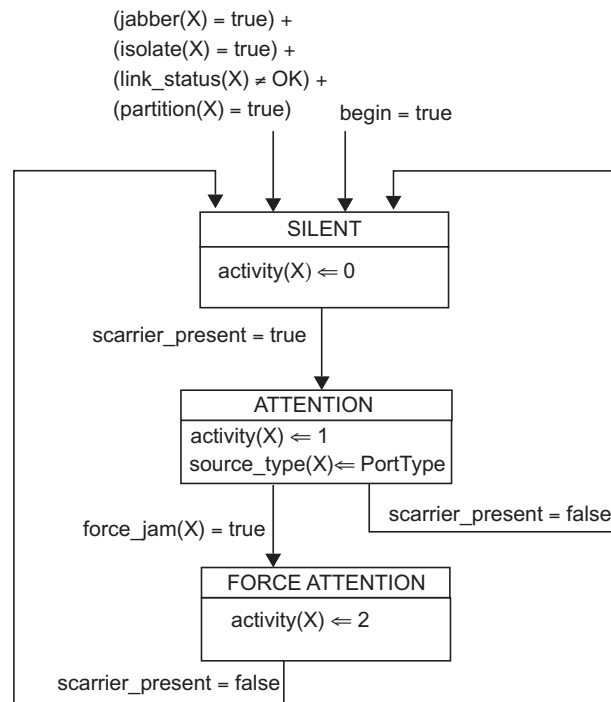 (jabber(X) = true) +
(isolate(X) = true) +
(link_status(X) ≠ OK) +
(partition(X) = true)
begin = true
SILENT
activity(X) ⇐ 0
scarrier_present = true
ATTENTION
activity(X) ⇐ 1
source_type(X)⇐ PortType
force_jam(X) = true
scarrier_present = false
FORCE ATTENTION
activity(X) ⇐ 2
scarrier_present = false